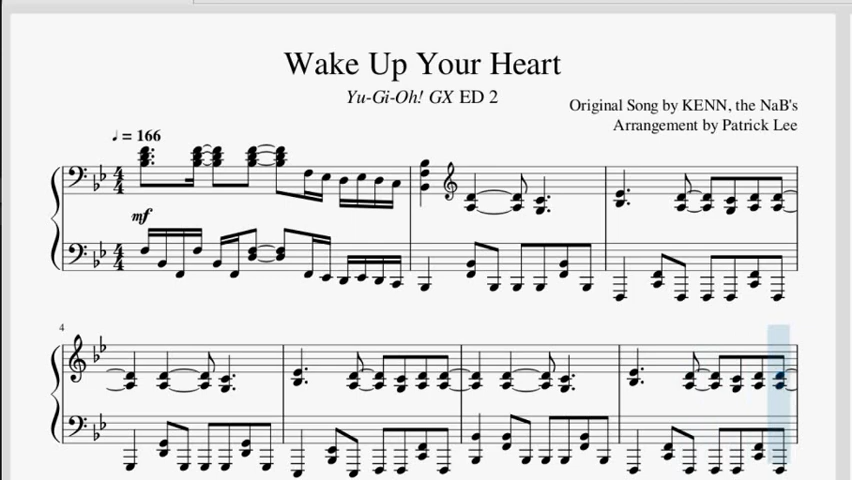 Wake Up Your Heart
Yu-Gi-Oh! GX ED 2
Original Song by KENN, the NaB's
Arrangement by Patrick Lee
♩ = 166
mf
4